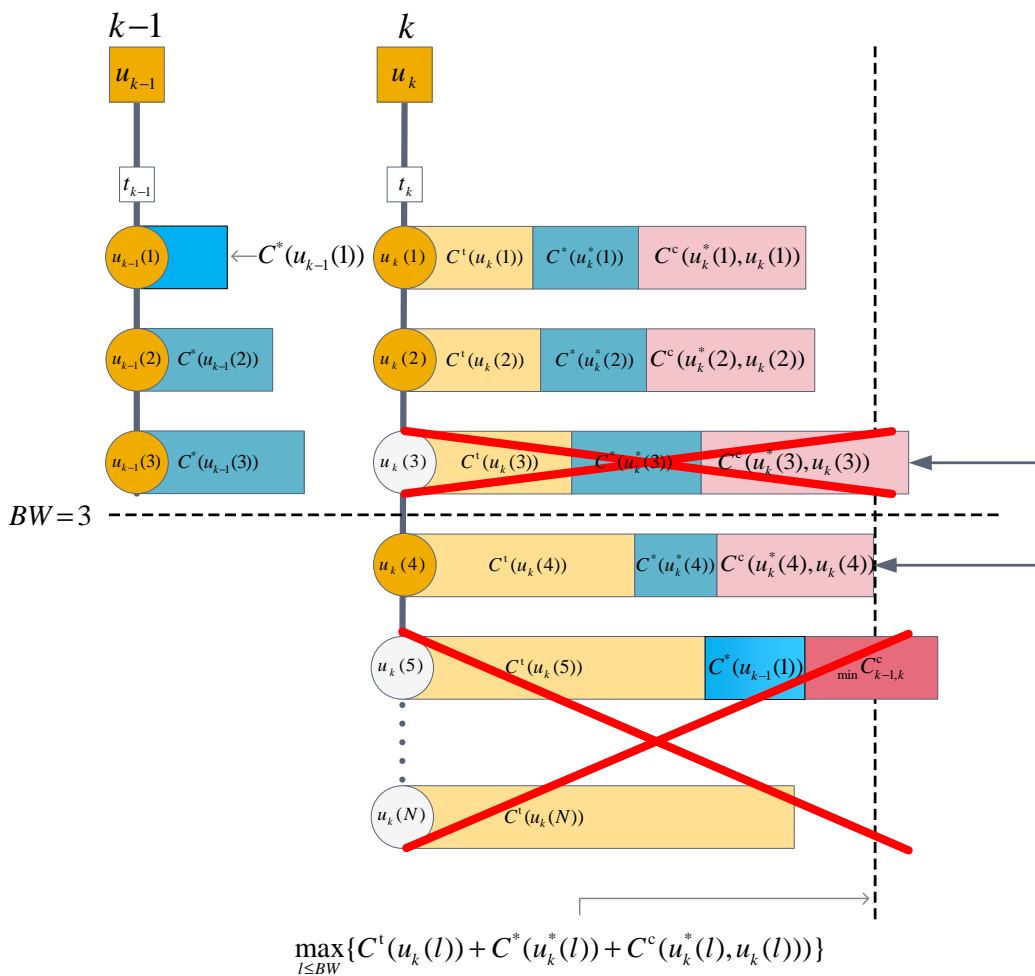 k−1 k
u_{k−1} u_k
t_{k−1} t_k
u_{k−1}(1) C^*(u_{k−1}(1)) u_k(1) C^t(u_k(1)) C^*(u_k^*(1)) C^c(u_k^*(1),u_k(1))
u_{k−1}(2) C^*(u_{k−1}(2)) u_k(2) C^t(u_k(2)) C^*(u_k^*(2)) C^c(u_k^*(2),u_k(2))
u_{k−1}(3) C^*(u_{k−1}(3)) u_k(3) C^t(u_k(3)) C^*(u_k^*(3)) C^c(u_k^*(3),u_k(3))
BW=3
u_k(4) C^t(u_k(4)) C^*(u_k^*(4)) C^c(u_k^*(4),u_k(4))
u_k(5) C^t(u_k(5)) C^*(u_{k−1}(1)) _{min}C^c_{k−1,k}
u_k(N) C^t(u_k(N))
max_{l≤BW}{C^t(u_k(l))+C^*(u_k^*(l))+C^c(u_k^*(l),u_k(l)))}